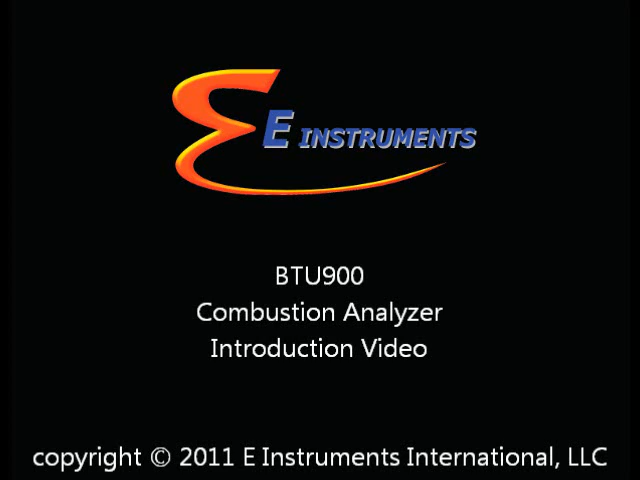 E INSTRUMENTS
BTU900
Combustion Analyzer
Introduction Video
copyright © 2011 E Instruments International, LLC